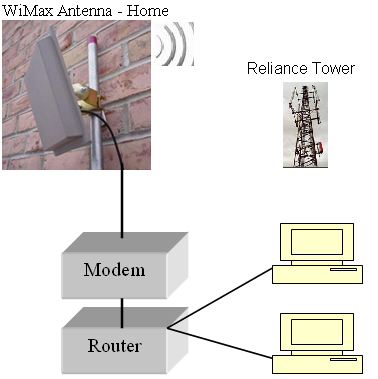 WiMax Antenna - Home
Reliance Tower
Modem
Router